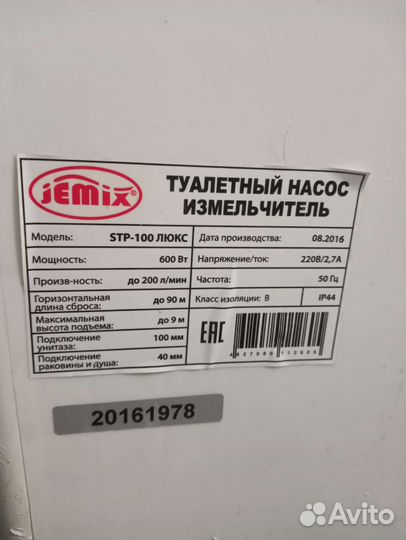 JEMIX®
ТУАЛЕТНЫЙ НАСОС
ИЗМЕЛЬЧИТЕЛЬ
Модель: STP-100 ЛЮКС
Дата производства: 08.2016
Мощность: 600 Вт
Напряжение/ток: 220В/2,7А
Произв-ность: до 200 л/мин
Частота: 50 Гц
Горизонтальная
длина сброса: до 90 м
Класс изоляции: B IP44
Максимальная
высота подъема: до 9 м
Подключение
унитаза: 100 мм
Подключение
раковины и душа: 40 мм
EAC
20161978
Avito